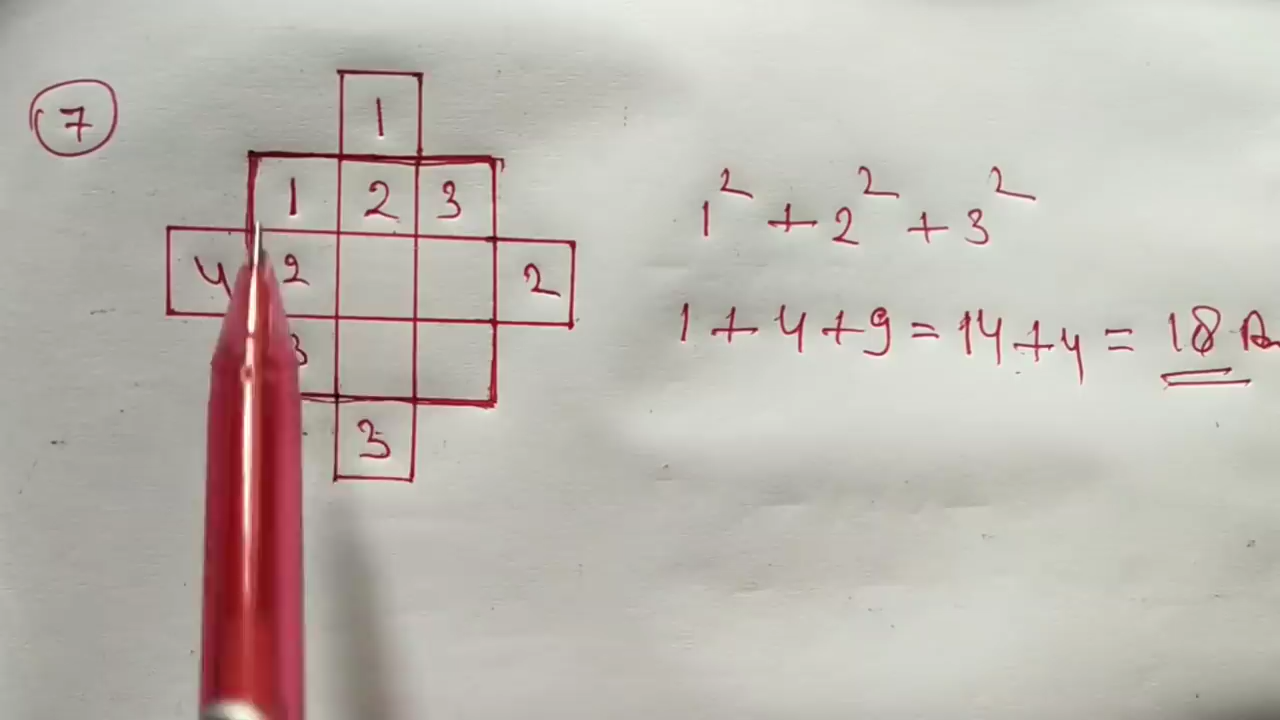 7
1
1 2 3
4 2 2
3
3
1² + 2² + 3²
1 + 4 + 9 = 14 + 4 = 18